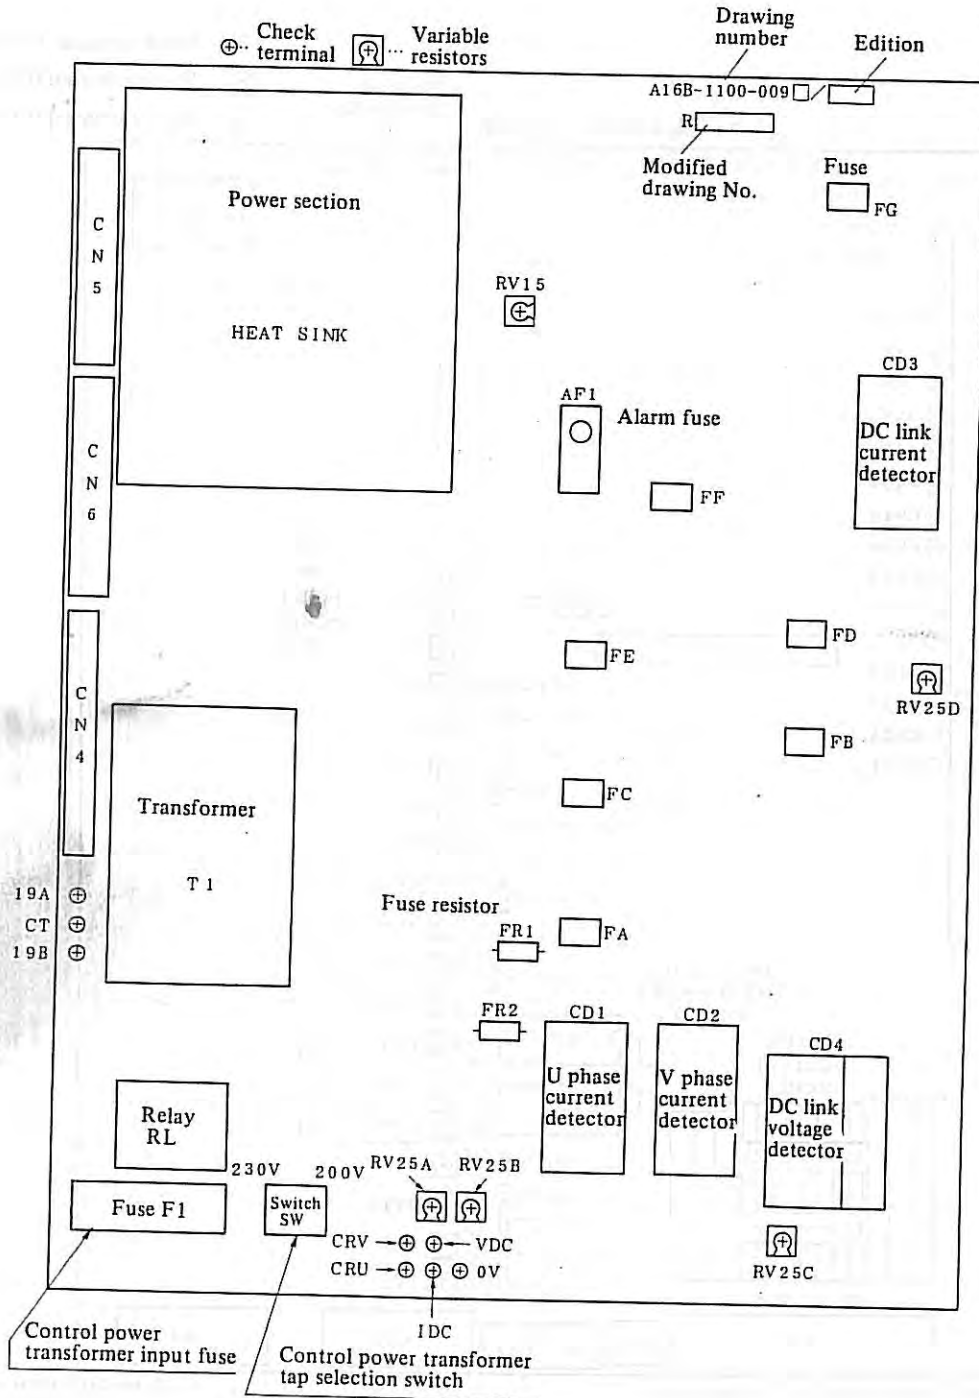 Drawing
number
Edition
Check
terminal
Variable
resistors
A16B-1100-009 /
R
Modified
drawing No.
Fuse
FG
Power section
HEAT SINK
CN5
RV15
CD3
DC link
current
detector
AF1
Alarm fuse
FF
CN6
FD
FE
RV25D
CN4
FB
FC
Transformer
T1
19A
CT
19B
Fuse resistor
FR1
FA
FR2
CD1
CD2
CD4
U phase
current
detector
V phase
current
detector
DC link
voltage
detector
Relay
RL
230V
200V
RV25A
RV25B
Fuse F1
Switch
SW
CRV
VDC
CRU
0V
RV25C
IDC
Control power
transformer input fuse
Control power transformer
tap selection switch